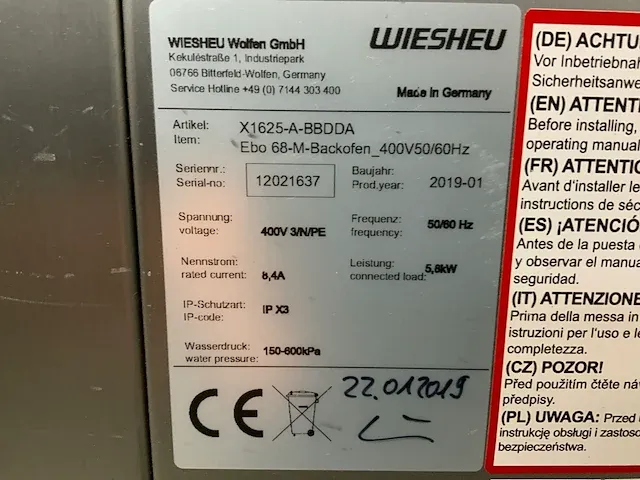 WIESHEU Wolfen GmbH
Kekuléstraße 1, Industriepark
06766 Bitterfeld-Wolfen, Germany
Service Hotline +49 (0) 7144 303 400
WIESHEU
Made in Germany
Artikel: X1625-A-BBDDA
Item: Ebo 68-M-Backofen_400V50/60Hz
Seriennr.: Baujahr:
Serial-no: 12021637 Prod.year: 2019-01
Spannung: Frequenz:
voltage: 400V 3/N/PE frequency: 50/60 Hz
Nennstrom: Leistung:
rated current: 8,4A connected load: 5,8kW
IP-Schutzart:
IP-code: IP X3
Wasserdruck:
water pressure: 150-600kPa
CE
22.012019
(DE) ACHTU
Vor Inbetriebnah
Sicherheitsanwe
(EN) ATTENTI
Before installing,
operating manual
(FR) ATTENTIO
Avant d'installer le
instructions de séc
(ES) ¡ATENCIÓ
Antes de la puesta
y observar el manua
seguridad.
(IT) ATTENZIONE
Prima della messa in
istruzioni per l'uso e le
completezza.
(CZ) POZOR!
Před použitím čtěte ná
předpisy.
(PL) UWAGA: Przed
instrukcję obsługi i zastoso
bezpieczeństwa.